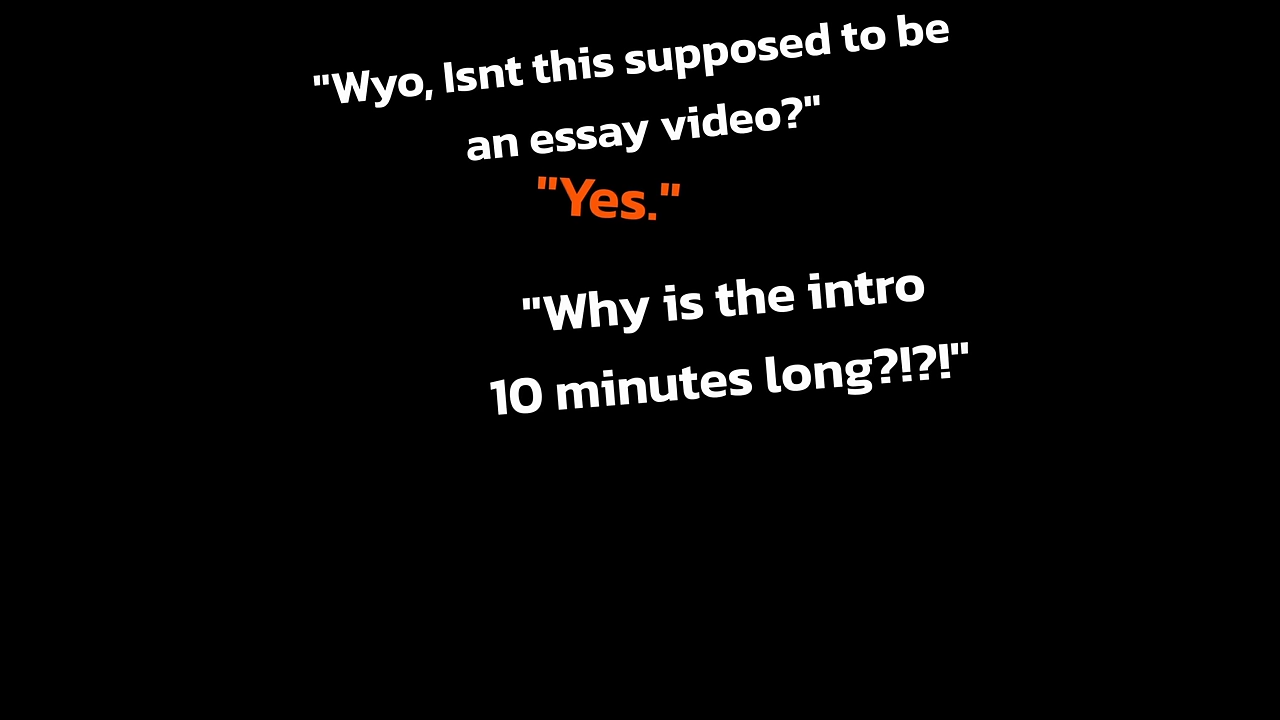 "Wyo, Isnt this supposed to be
an essay video?"
"Yes."
"Why is the intro
10 minutes long?!?!"